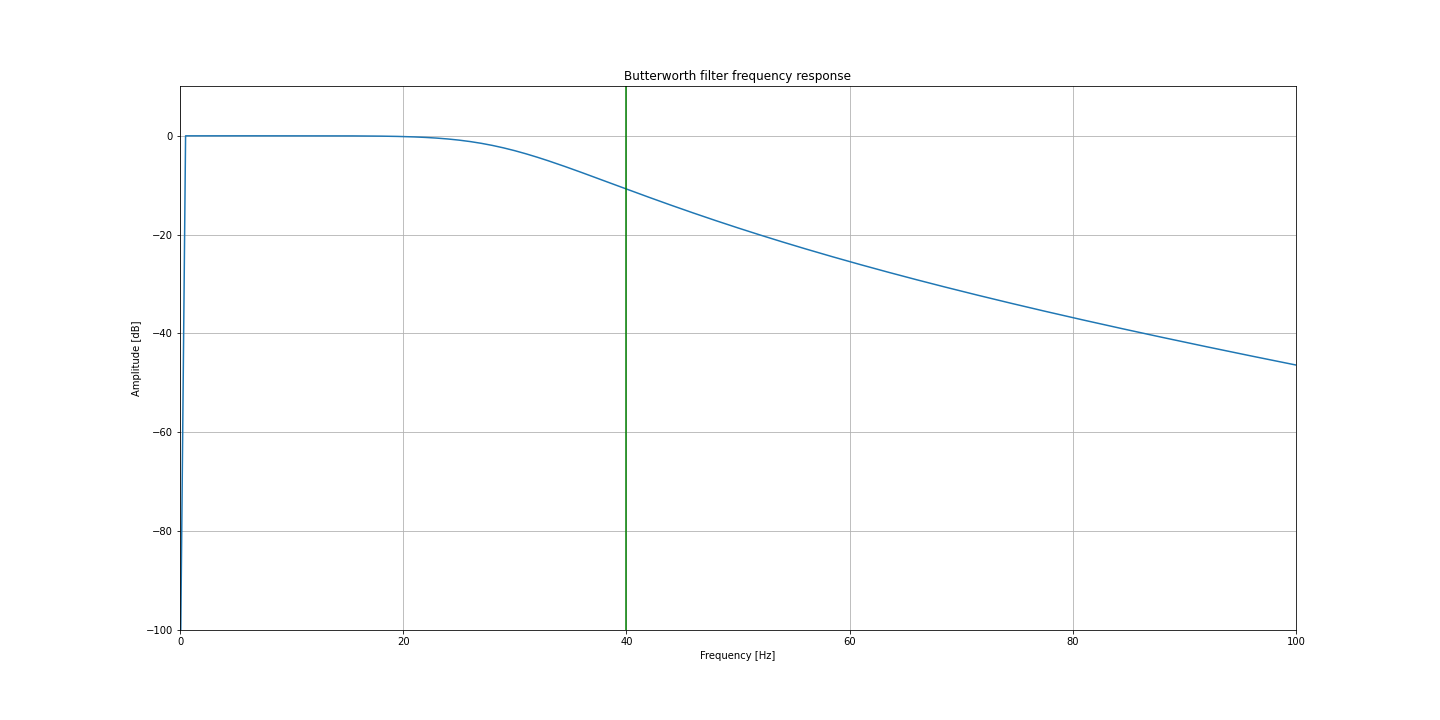 Butterworth filter frequency response
0
−20
−40
−60
−80
−100
Amplitude [dB]
0 20 40 60 80 100
Frequency [Hz]